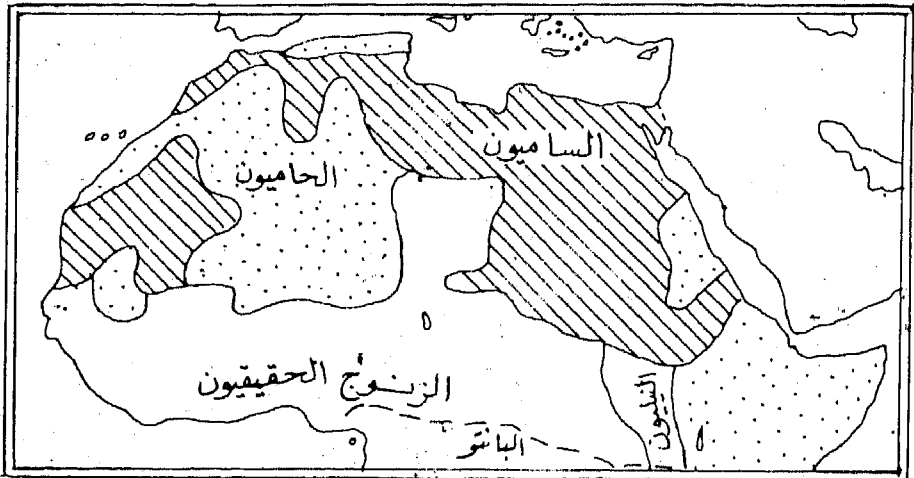 الساميون
الحاميون
الزنوج الحقيقيون
النيليون
البانتو